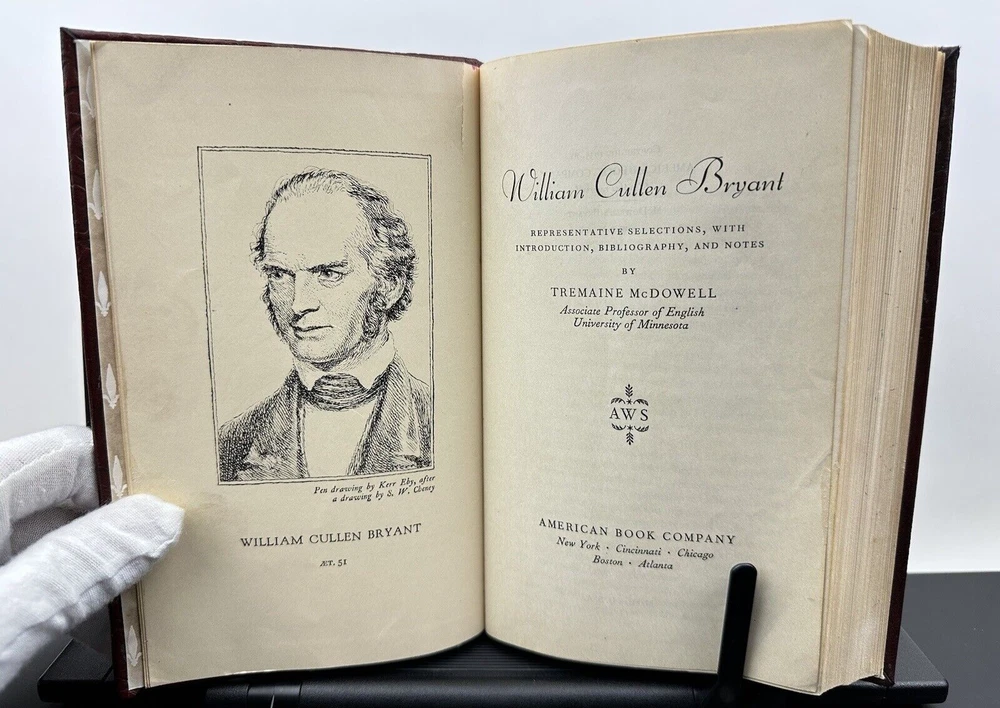 Pen drawing by Kerr Eby, after
a drawing by S. W. Cheney
WILLIAM CULLEN BRYANT
ÆT. 51
William Cullen Bryant
REPRESENTATIVE SELECTIONS, WITH
INTRODUCTION, BIBLIOGRAPHY, AND NOTES
BY
TREMAINE McDOWELL
Associate Professor of English
University of Minnesota
AWS
AMERICAN BOOK COMPANY
New York · Cincinnati · Chicago
Boston · Atlanta